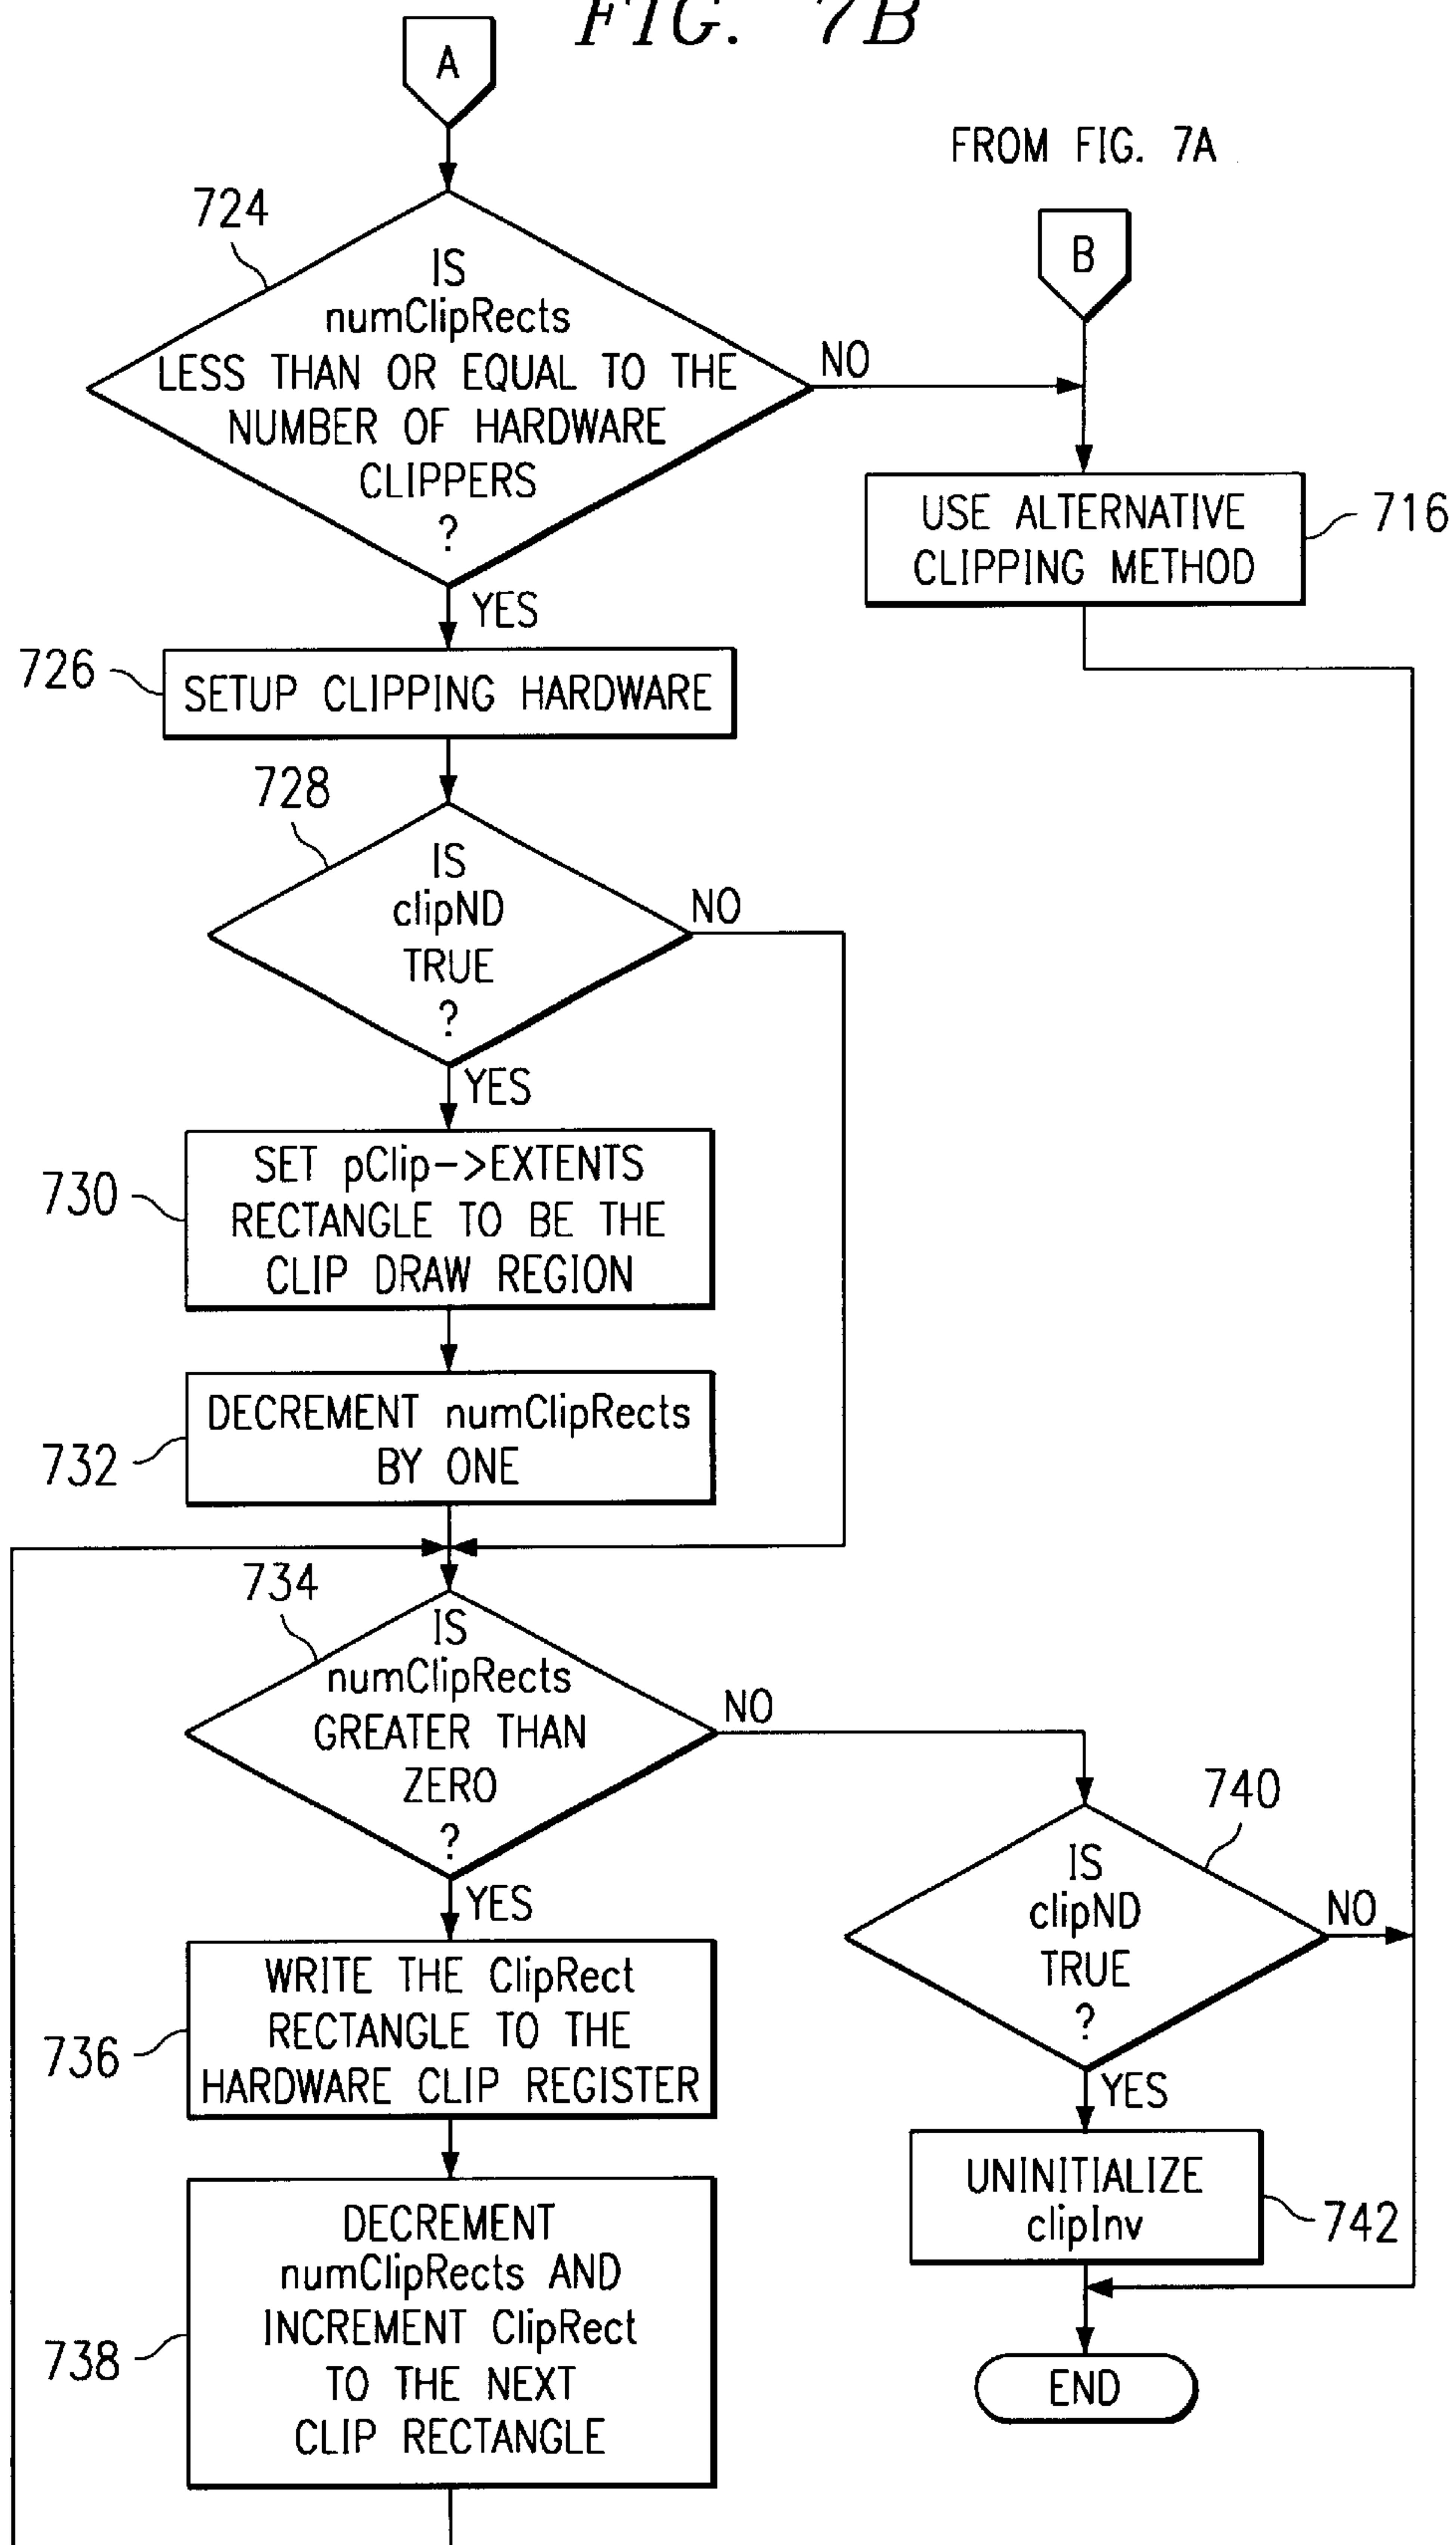 FIG. 7B
A
FROM FIG. 7A
724
IS
numClipRects
LESS THAN OR EQUAL TO THE
NUMBER OF HARDWARE
CLIPPERS
?
NO
B
YES
USE ALTERNATIVE
CLIPPING METHOD
716
726
SETUP CLIPPING HARDWARE
728
IS
clipND
TRUE
?
NO
YES
730
SET pClip->EXTENTS
RECTANGLE TO BE THE
CLIP DRAW REGION
732
DECREMENT numClipRects
BY ONE
734
IS
numClipRects
GREATER THAN
ZERO
?
NO
YES
740
IS
clipND
TRUE
?
NO
YES
736
WRITE THE ClipRect
RECTANGLE TO THE
HARDWARE CLIP REGISTER
UNINITIALIZE
clipInv
742
738
DECREMENT
numClipRects AND
INCREMENT ClipRect
TO THE NEXT
CLIP RECTANGLE
END